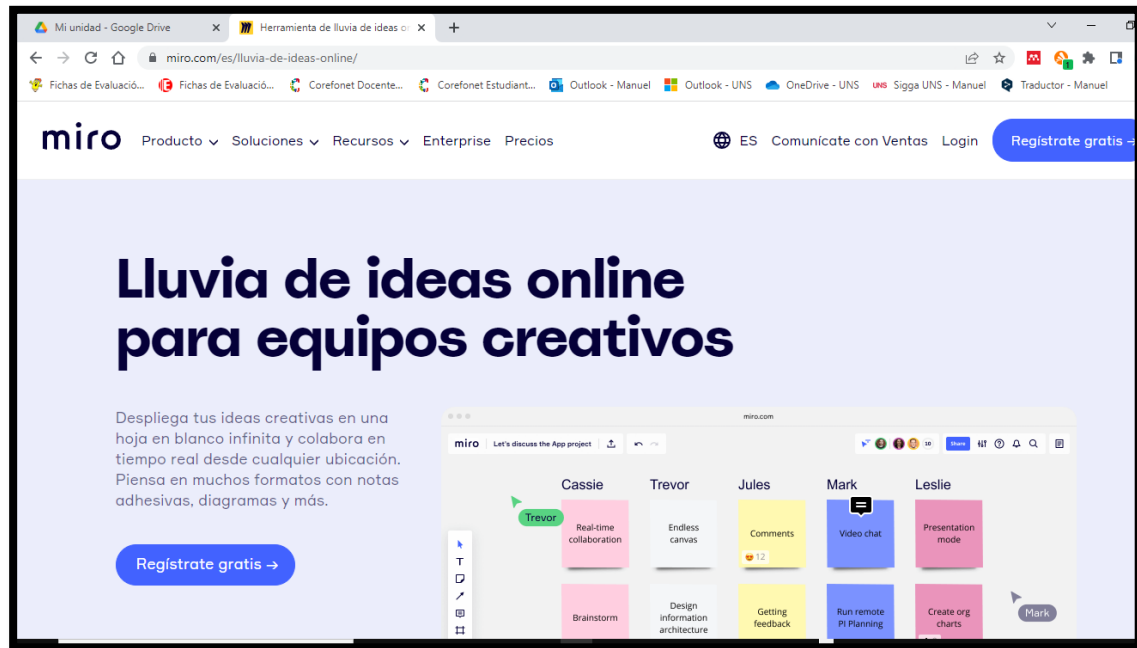 Mi unidad - Google Drive
Herramienta de lluvia de ideas o
miro.com/es/lluvia-de-ideas-online/
Fichas de Evaluació... Fichas de Evaluació... Corefonet Docente... Corefonet Estudiant... Outlook - Manuel Outlook - UNS OneDrive - UNS UNS Sigga UNS - Manuel Traductor - Manuel
miro Producto Soluciones Recursos Enterprise Precios ES Comunícate con Ventas Login Regístrate gratis →
Lluvia de ideas online
para equipos creativos
Despliega tus ideas creativas en una
hoja en blanco infinita y colabora en
tiempo real desde cualquier ubicación.
Piensa en muchos formatos con notas
adhesivas, diagramas y más.
Regístrate gratis →
miro.com
miro Let's discuss the App project 10 Share
Cassie Trevor Jules Mark Leslie
Trevor
Real-time
collaboration
Endless
canvas
Comments
12
Video chat
Presentation
mode
Brainstorm
Design
information
architecture
Getting
feedback
Run remote
PI Planning
Create org
charts
Mark